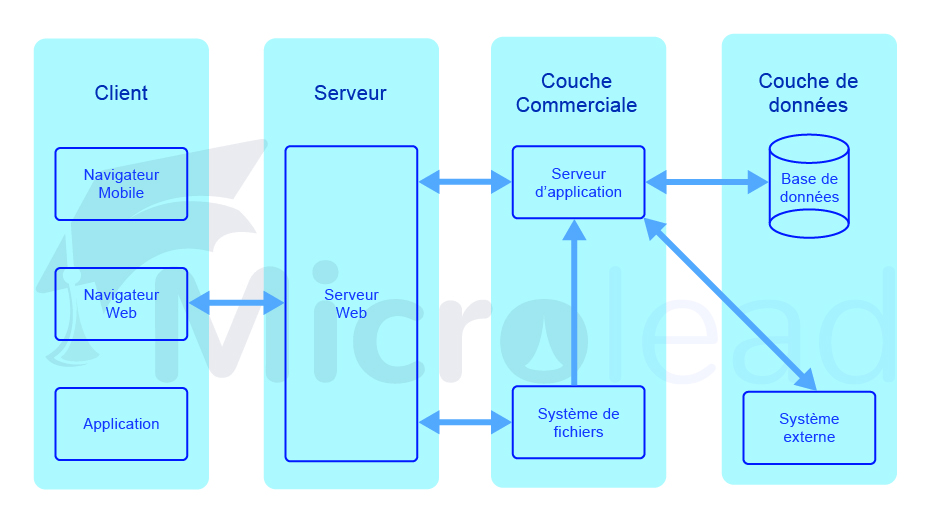 Client
Navigateur
Mobile
Navigateur
Web
Application
Serveur
Serveur
Web
Couche
Commerciale
Serveur
d’application
Système de
fichiers
Couche de
données
Base de
données
Système
externe
Microlead